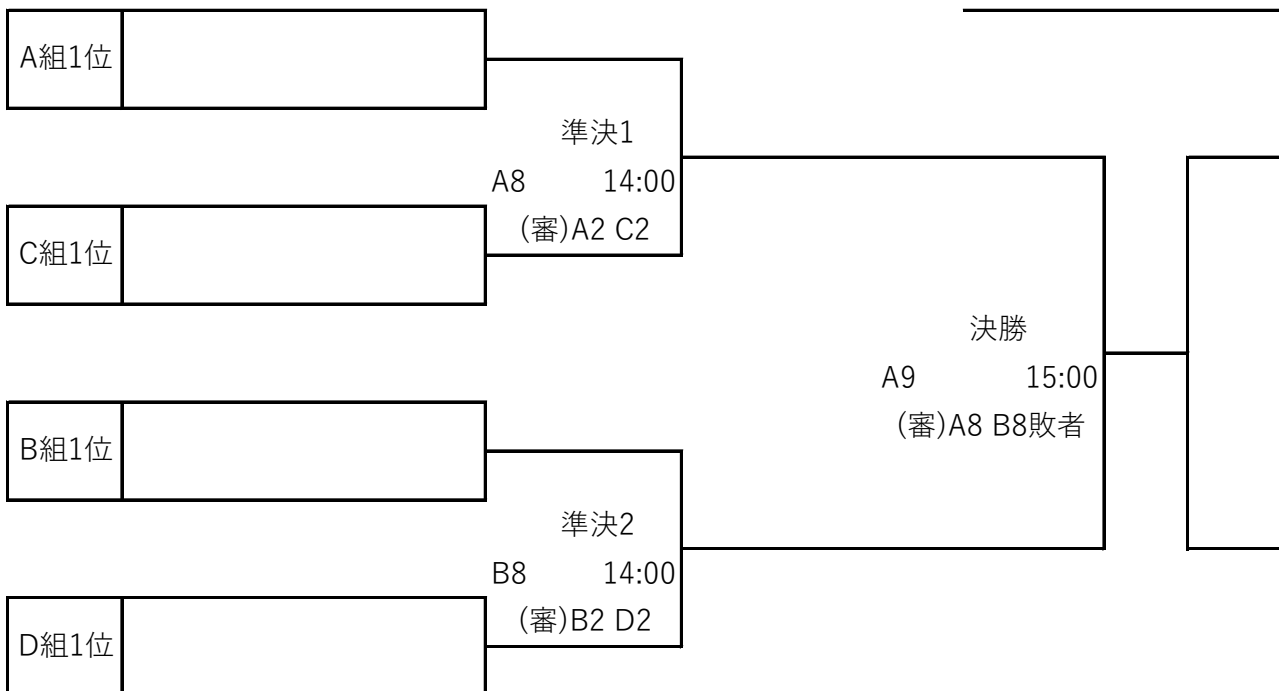 A組1位
準決1
A8 14:00
(審)A2 C2
C組1位
決勝
A9 15:00
(審)A8 B8敗者
B組1位
準決2
B8 14:00
(審)B2 D2
D組1位